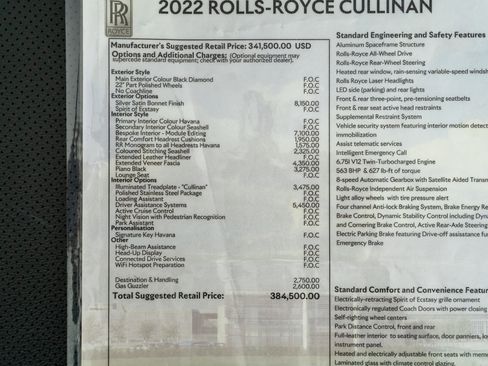 2022 ROLLS-ROYCE CULLINAN
RR
ROYCE
Manufacturer's Suggested Retail Price: 341,500.00 USD
Options and Additional Charges: (Optional equipment may
supercede standard equipment; check with your authorized dealer).
Exterior Style
Main Exterior Colour Black Diamond F.O.C
22" Part Polished Wheels F.O.C
No Coachline F.O.C
Exterior Options
Silver Satin Bonnet Finish 8,150.00
Spirit of Ecstasy F.O.C
Interior Style
Primary Interior Colour Havana F.O.C
Secondary Interior Colour Seashell F.O.C
Bespoke Interior - Module Editing 7,100.00
Rear Comfort Headrest Cushions 1,950.00
RR Monogram to all Headrests Havana 1,575.00
Coloured Stitching Seashell 2,325.00
Extended Leather Headliner F.O.C
Extended Veneer Fascia 4,350.00
Piano Black 3,275.00
Lounge Seat F.O.C
Interior Options
Illuminated Treadplate - "Cullinan" 3,475.00
Polished Stainless Steel Package F.O.C
Loading Assistant F.O.C
Driver Assistance Systems 5,450.00
Active Cruise Control F.O.C
Night Vision with Pedestrian Recognition F.O.C
Park Assistant F.O.C
Personalisation
Signature Key Havana F.O.C
Other
High-Beam Assistance F.O.C
Head-Up Display F.O.C
Connected Drive Services F.O.C
WiFi Hotspot Preparation F.O.C
Destination & Handling 2,750.00
Gas Guzzler 2,600.00
Total Suggested Retail Price: 384,500.00
Standard Engineering and Safety Features
Aluminum Spaceframe Structure
Rolls-Royce All-Wheel Drive
Rolls-Royce Rear-Wheel Steering
Heated rear window, rain-sensing variable-speed windsh
Rolls Royce Laser Headlights
LED side (parking) and rear lights
Front & rear three-point, pre-tensioning seatbelts
Front & rear seat active head restraints
Supplemental Restraint System
Vehicle security system featuring interior motion detect
immobilization
Assist telematic services
Intelligent Emergency Call
6.75l V12 Twin-Turbocharged Engine
563 BHP & 627 lb-ft of torque
8-speed Automatic Gearbox with Satellite Aided Transm
Rolls-Royce Independent Air Suspension
Light alloy wheels with tire pressure alert
Four channel Anti-lock Braking System, Brake Energy Re
Brake Control, Dynamic Stability Control including Dyna
and Cornering Brake Control, Active Rear-Axle Steering
Electric Parking Brake featuring Drive-off assistance fun
Emergency Brake
Standard Comfort and Convenience Feature
Electrically-retracting Spirit of Ecstasy grille ornament
Electronically regulated Coach Doors with power closing
Self-righting wheel centers
Park Distance Control, front and rear
Full-leather interior to seating surface, door panniers, lo
instrument panel.
Heated and electrically adjustable front seats with memo
Laminated glass with climate control glazing.